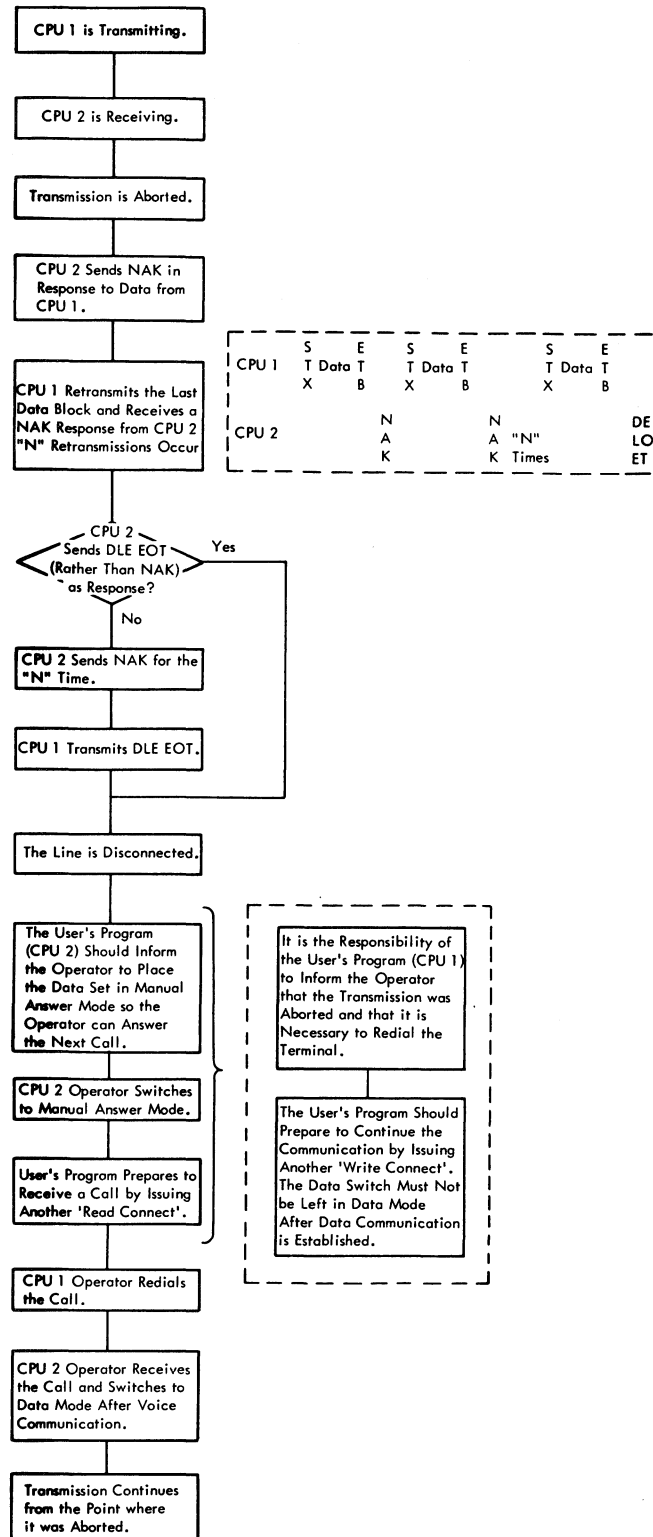 CPU 1 is Transmitting.
CPU 2 is Receiving.
Transmission is Aborted.
CPU 2 Sends NAK in
Response to Data from
CPU 1.
CPU 1 Retransmits the Last
Data Block and Receives a
NAK Response from CPU 2
"N" Retransmissions Occur
S E S E S E
CPU 1 T Data T T Data T T Data T
X B X B X B
N N DE
CPU 2 A A "N" LO
K K Times ET
CPU 2
Sends DLE EOT
(Rather Than NAK)
as Response?
Yes
No
CPU 2 Sends NAK for the
"N" Time.
CPU 1 Transmits DLE EOT.
The Line is Disconnected.
The User's Program
(CPU 2) Should Inform
the Operator to Place
the Data Set in Manual
Answer Mode so the
Operator can Answer
the Next Call.
CPU 2 Operator Switches
to Manual Answer Mode.
User's Program Prepares to
Receive a Call by Issuing
Another 'Read Connect'.
It is the Responsibility of
the User's Program (CPU 1)
to Inform the Operator
that the Transmission was
Aborted and that it is
Necessary to Redial the
Terminal.
The User's Program Should
Prepare to Continue the
Communication by Issuing
Another 'Write Connect'.
The Data Switch Must Not
be Left in Data Mode
After Data Communication
is Established.
CPU 1 Operator Redials
the Call.
CPU 2 Operator Receives
the Call and Switches to
Data Mode After Voice
Communication.
Transmission Continues
from the Point where
it was Aborted.